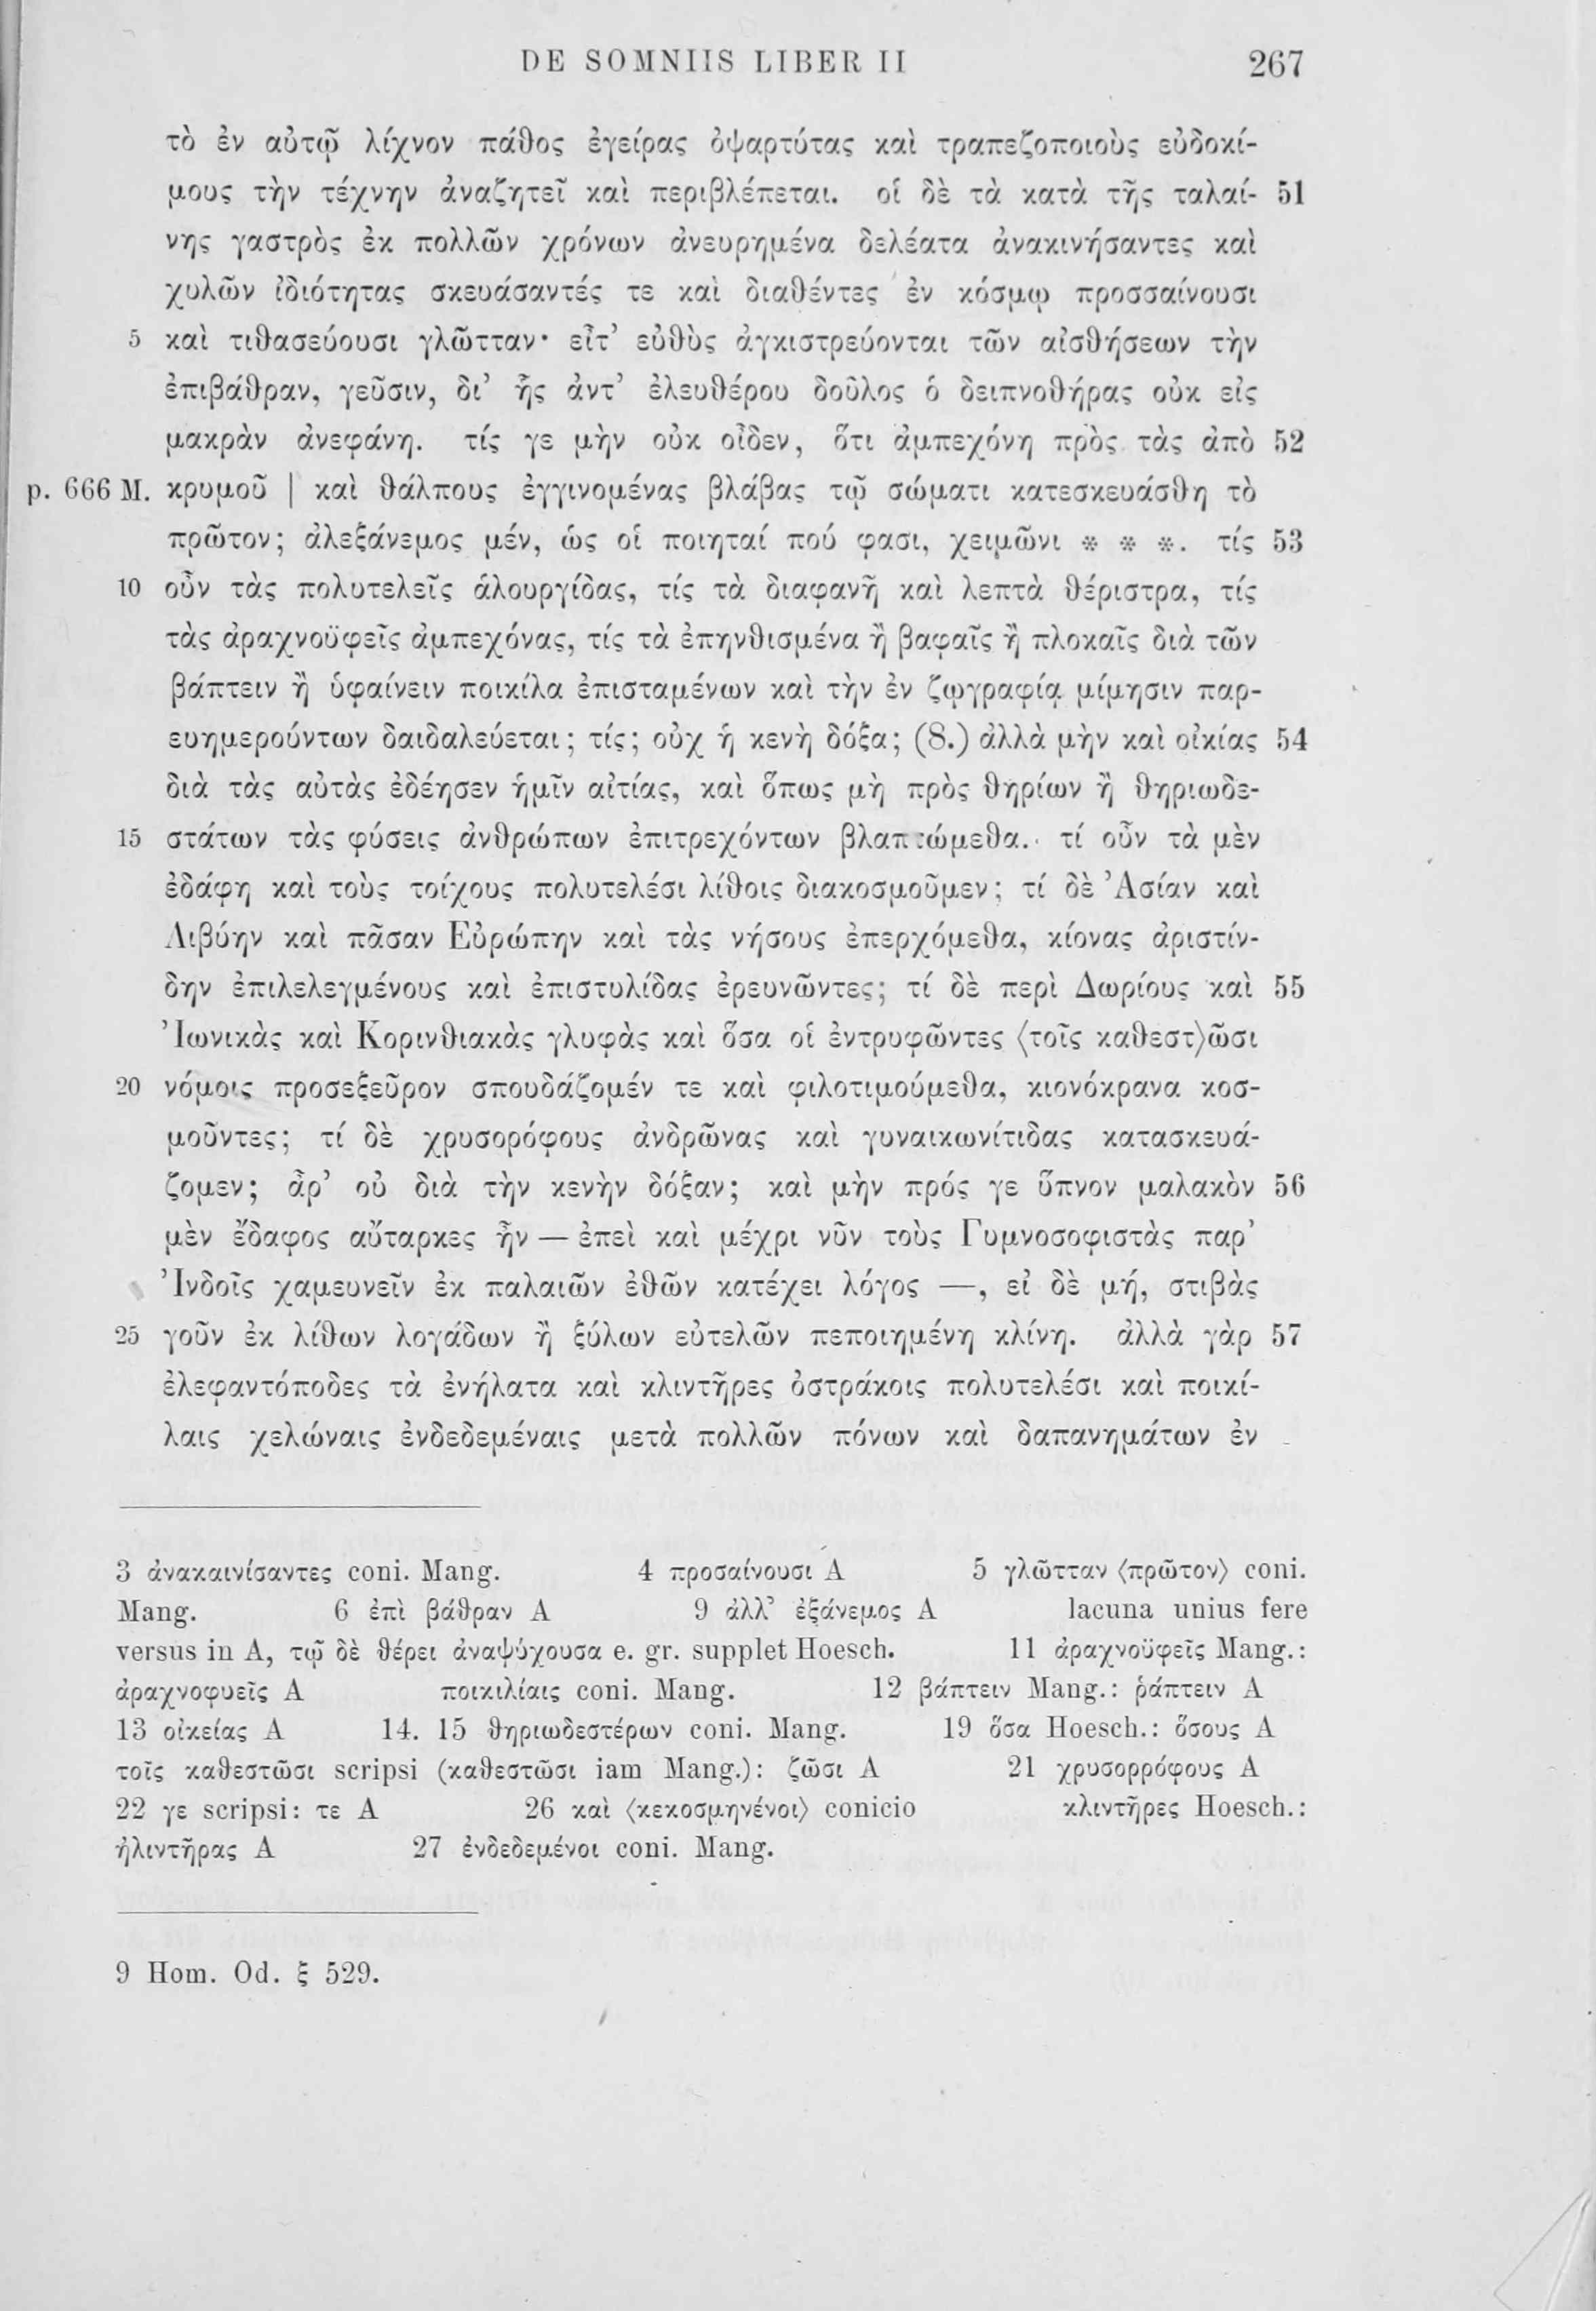 DE SOMNIIS LIBER II 267
τὸ ἐν αὐτῷ λίχνον πάθος ἐγείρας ὀψαρτύτας καὶ τραπεζοποιοὺς εὐδοκί-
μους τὴν τέχνην ἀναζητεῖ καὶ περιβλέπεται. οἱ δὲ τὰ κατὰ τῆς ταλαί- 51
νης γαστρὸς ἐκ πολλῶν χρόνων ἀνευρημένα δελέατα ἀνακινήσαντες καὶ
χυλῶν ἰδιότητας σκευάσαντές τε καὶ διαθέντες ἐν κόσμῳ προσσαίνουσι
5 καὶ τιθασεύουσι γλῶτταν· εἶτ’ εὐθὺς ἀγκιστρεύονται τῶν αἰσθήσεων τὴν
ἐπιβάθραν, γεῦσιν, δι’ ἧς ἀντ’ ἐλευθέρου δοῦλος ὁ δειπνοθήρας οὐκ εἰς
μακρὰν ἀνεφάνη. τίς γε μὴν οὐκ οἶδεν, ὅτι ἀμπεχόνη πρὸς τὰς ἀπὸ 52
p. 666 M. κρυμοῦ | καὶ θάλπους ἐγγινομένας βλάβας τῷ σώματι κατεσκευάσθη τὸ
πρῶτον; ἀλεξάνεμος μέν, ὡς οἱ ποιηταί πού φασι, χειμῶνι * * *. τίς 53
10 οὖν τὰς πολυτελεῖς ἁλουργίδας, τίς τὰ διαφανῆ καὶ λεπτὰ θέριστρα, τίς
τὰς ἀραχνοϋφεῖς ἀμπεχόνας, τίς τὰ ἐπηνθισμένα ἢ βαφαῖς ἢ πλοκαῖς διὰ τῶν
βάπτειν ἢ ὑφαίνειν ποικίλα ἐπισταμένων καὶ τὴν ἐν ζωγραφίᾳ μίμησιν παρ-
ευημερούντων δαιδαλεύεται; τίς; οὐχ ἡ κενὴ δόξα; (8.) ἀλλὰ μὴν καὶ οἰκίας 54
διὰ τὰς αὐτὰς ἐδέησεν ἡμῖν αἰτίας, καὶ ὅπως μὴ πρὸς θηρίων ἢ θηριωδε-
15 στάτων τὰς φύσεις ἀνθρώπων ἐπιτρεχόντων βλαπτώμεθα. τί οὖν τὰ μὲν
ἐδάφη καὶ τοὺς τοίχους πολυτελέσι λίθοις διακοσμοῦμεν; τί δὲ Ἀσίαν καὶ
Λιβύην καὶ πᾶσαν Εὐρώπην καὶ τὰς νήσους ἐπερχόμεθα, κίονας ἀριστίν-
δην ἐπιλελεγμένους καὶ ἐπιστυλίδας ἐρευνῶντες; τί δὲ περὶ Δωρίους καὶ 55
Ἰωνικὰς καὶ Κορινθιακὰς γλυφὰς καὶ ὅσα οἱ ἐντρυφῶντες ⟨τοῖς καθεστ⟩ῶσι
20 νόμοις προσεξεῦρον σπουδάζομέν τε καὶ φιλοτιμούμεθα, κιονόκρανα κοσ-
μοῦντες; τί δὲ χρυσορόφους ἀνδρῶνας καὶ γυναικωνίτιδας κατασκευά-
ζομεν; ἆρ’ οὐ διὰ τὴν κενὴν δόξαν; καὶ μὴν πρός γε ὕπνον μαλακὸν 56
μὲν ἔδαφος αὔταρκες ἦν — ἐπεὶ καὶ μέχρι νῦν τοὺς Γυμνοσοφιστὰς παρ’
Ἰνδοῖς χαμευνεῖν ἐκ παλαιῶν ἐθῶν κατέχει λόγος —, εἰ δὲ μή, στιβὰς
25 γοῦν ἐκ λίθων λογάδων ἢ ξύλων εὐτελῶν πεποιημένη κλίνη. ἀλλὰ γὰρ 57
ἐλεφαντόποδες τὰ ἐνήλατα καὶ κλιντῆρες ὀστράκοις πολυτελέσι καὶ ποικί-
λαις χελώναις ἐνδεδεμέναις μετὰ πολλῶν πόνων καὶ δαπανημάτων ἐν
3 ἀνακαινίσαντες coni. Mang. 4 προσαίνουσι A 5 γλῶτταν ⟨πρῶτον⟩ coni.
Mang. 6 ἐπὶ βάθραν A 9 ἀλλ’ ἐξάνεμος A lacuna unius fere
versus in A, τῷ δὲ θέρει ἀναψύχουσα e. gr. supplet Hoesch. 11 ἀραχνοϋφεῖς Mang.:
ἀραχνοφυεῖς A ποικιλίαις coni. Mang. 12 βάπτειν Mang.: ῥάπτειν A
13 οἰκείας A 14. 15 θηριωδεστέρων coni. Mang. 19 ὅσα Hoesch.: ὅσους A
τοῖς καθεστῶσι scripsi (καθεστῶσι iam Mang.): ζῶσι A 21 χρυσορρόφους A
22 γε scripsi: τε A 26 καὶ ⟨κεκοσμηνένοι⟩ conicio κλιντῆρες Hoesch.:
ἡλιντῆρας A 27 ἐνδεδεμένοι coni. Mang.
9 Hom. Od. ξ 529.